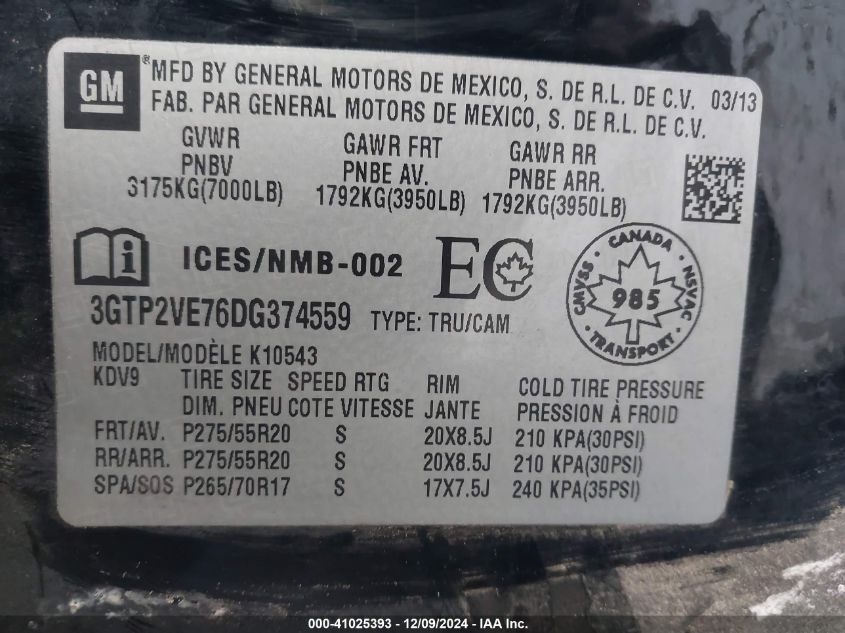 GM
®MFD BY GENERAL MOTORS DE MEXICO, S. DE R.L. DE C.V. 03/13
FAB. PAR GENERAL MOTORS DE MEXICO, S. DE R.L. DE C.V.
GVWR GAWR FRT GAWR RR
PNBV PNBE AV. PNBE ARR.
3175KG(7000LB) 1792KG(3950LB) 1792KG(3950LB)
i ICES/NMB-002 EC
CANADA
CMVSS 985 NSVAC
TRANSPORT
3GTP2VE76DG374559 TYPE: TRU/CAM
MODEL/MODÈLE K10543
KDV9 TIRE SIZE SPEED RTG RIM COLD TIRE PRESSURE
DIM. PNEU COTE VITESSE JANTE PRESSION À FROID
FRT/AV. P275/55R20 S 20X8.5J 210 KPA(30PSI)
RR/ARR. P275/55R20 S 20X8.5J 210 KPA(30PSI)
SPA/SOS P265/70R17 S 17X7.5J 240 KPA(35PSI)
000-41025393 - 12/09/2024 - IAAI Inc.